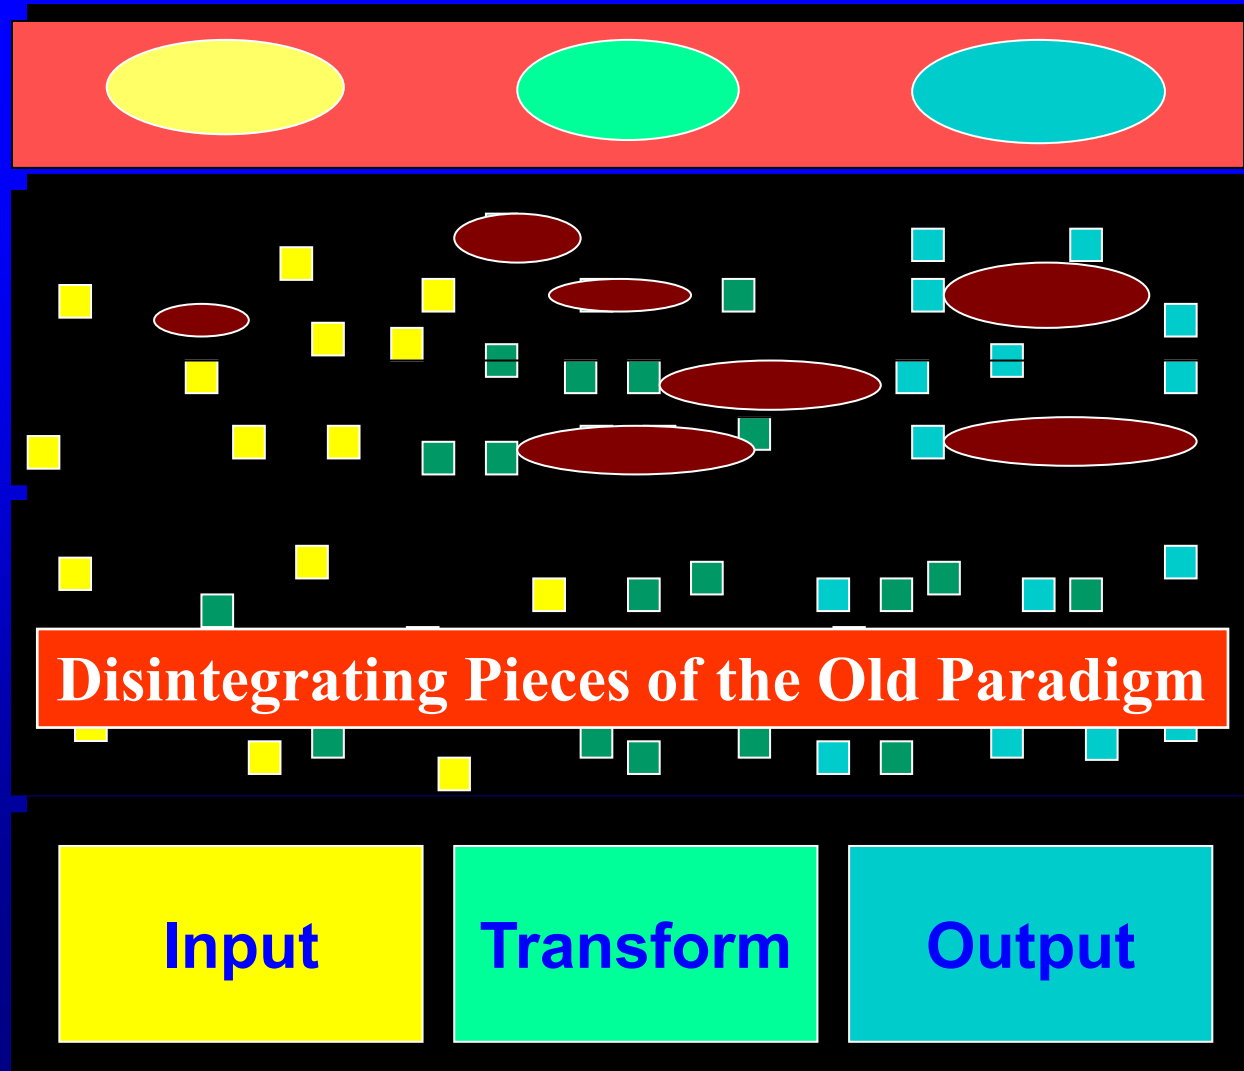 Disintegrating Pieces of the Old Paradigm
Input
Transform
Output